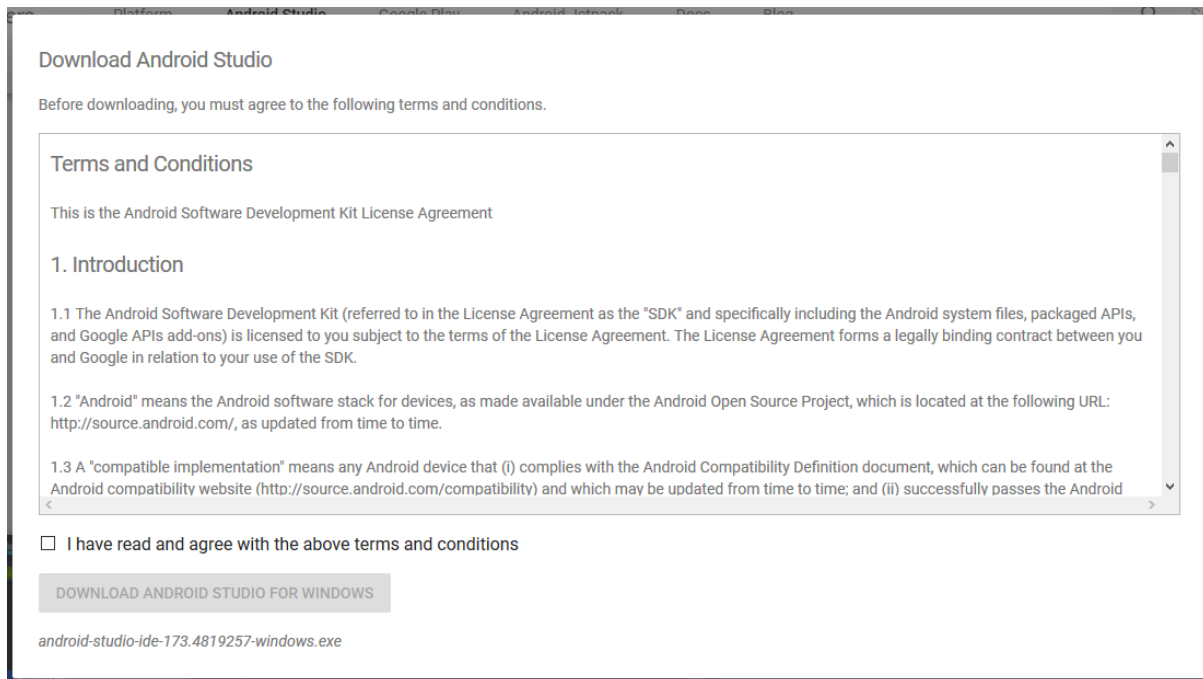 Platform Android Studio Google Play Android Jetpack Docs Blog
Download Android Studio
Before downloading, you must agree to the following terms and conditions.
Terms and Conditions
This is the Android Software Development Kit License Agreement
1. Introduction
1.1 The Android Software Development Kit (referred to in the License Agreement as the "SDK" and specifically including the Android system files, packaged APIs,
and Google APIs add-ons) is licensed to you subject to the terms of the License Agreement. The License Agreement forms a legally binding contract between you
and Google in relation to your use of the SDK.
1.2 "Android" means the Android software stack for devices, as made available under the Android Open Source Project, which is located at the following URL:
http://source.android.com/, as updated from time to time.
1.3 A "compatible implementation" means any Android device that (i) complies with the Android Compatibility Definition document, which can be found at the
Android compatibility website (http://source.android.com/compatibility) and which may be updated from time to time; and (ii) successfully passes the Android
I have read and agree with the above terms and conditions
DOWNLOAD ANDROID STUDIO FOR WINDOWS
android-studio-ide-173.4819257-windows.exe